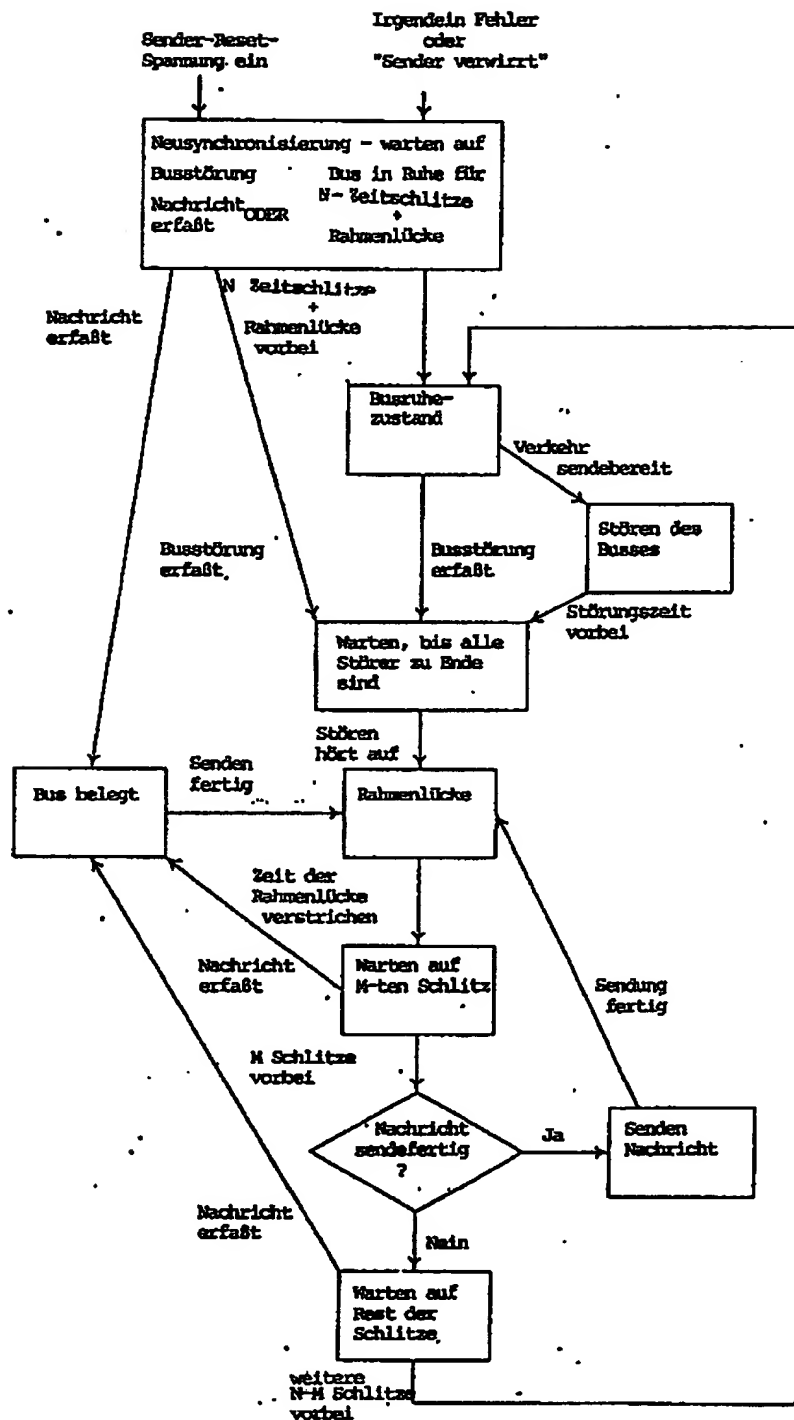 Sender-Reset-
Spannung ein
Irgendein Fehler
oder
"Sender verwirrt"
Neusynchronisierung - warten auf
Busstörung
Nachricht
erfaßt
ODER
Bus in Ruhe für
N- Zeitschlitze
+
Rahmenlücke
Nachricht
erfaßt
N Zeitschlitze
+
Rahmenlücke
vorbei
Busruhe-
zustand
Verkehr
sendebereit
Busstörung
erfaßt
Busstörung
erfaßt
Stören des
Busses
Störungszeit
vorbei
Warten, bis alle
Störer zu Ende
sind
Stören
hört auf
Bus belegt
Senden
fertig
Rahmenlücke
Zeit der
Rahmenlücke
verstrichen
Nachricht
erfaßt
Warten auf
M-ten Schlitz
Sendung
fertig
M Schlitze
vorbei
Nachricht
sendefertig
?
Ja
Senden
Nachricht
Nachricht
erfaßt
Nein
Warten auf
Rest der
Schlitze
weitere
N-M Schlitze
vorbei